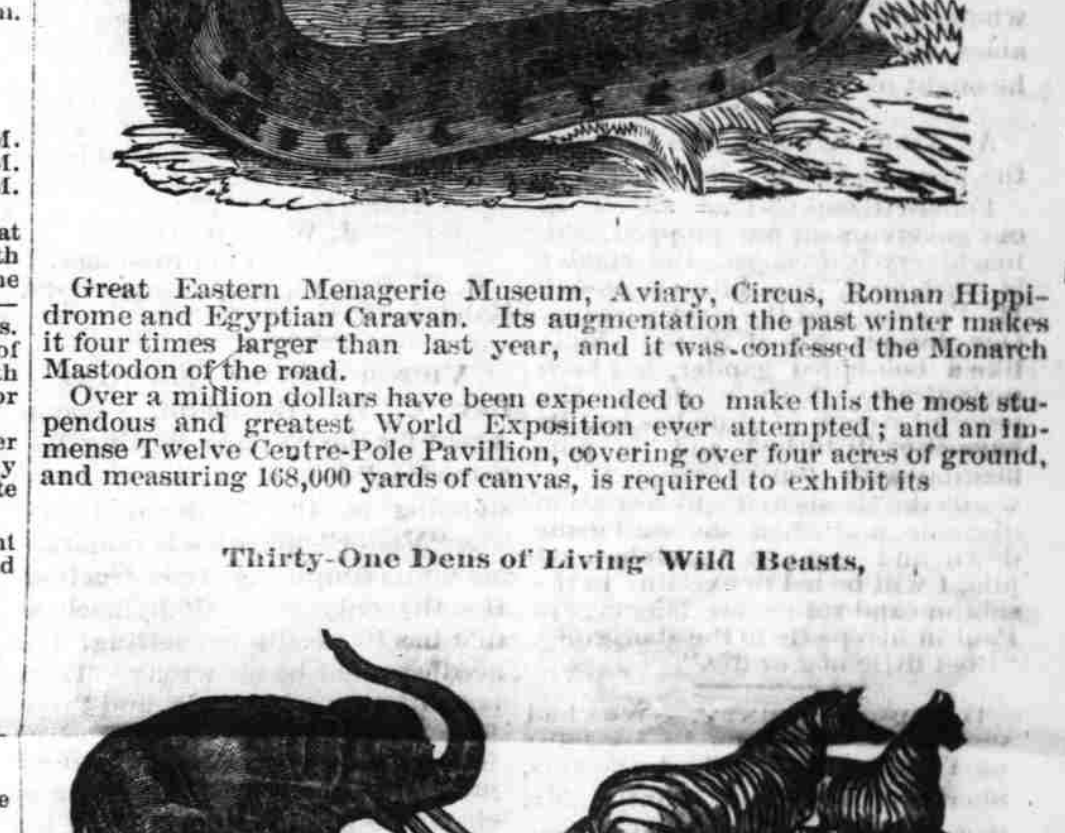 Great Eastern Menagerie Museum, Aviary, Circus, Roman Hippi-
drome and Egyptian Caravan. Its augmentation the past winter makes
it four times larger than last year, and it was confessed the Monarch
Mastodon of the road.
Over a million dollars have been expended to make this the most stu-
pendous and greatest World Exposition ever attempted; and an im-
mense Twelve Centre-Pole Pavillion, covering over four acres of ground,
and measuring 168,000 yards of canvas, is required to exhibit its
Thirty-One Dens of Living Wild Beasts,